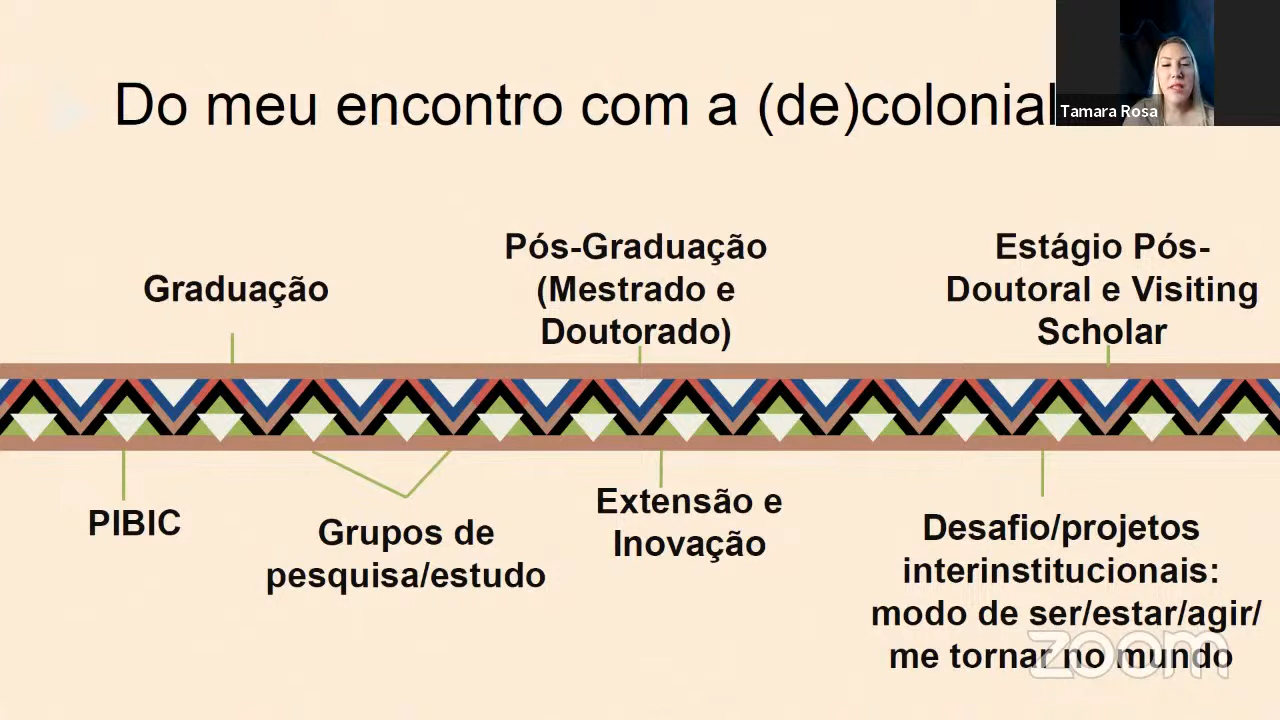 Do meu encontro com a (de)colonial
Tamara Rosa
Graduação
Pós-Graduação
(Mestrado e
Doutorado)
Estágio Pós-
Doutoral e Visiting
Scholar
PIBIC
Grupos de
pesquisa/estudo
Extensão e
Inovação
Desafio/projetos
interinstitucionais:
modo de ser/estar/agir/
me tornar no mundo
zoom